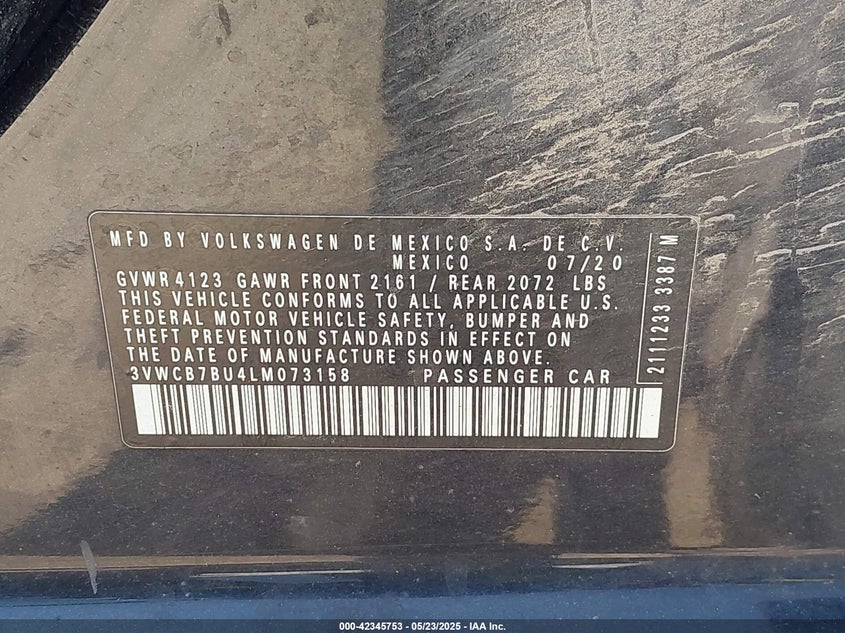 MFD BY VOLKSWAGEN DE MEXICO S.A. DE C.V.
MEXICO 07/20
GVWR 4123 GAWR FRONT 2161 / REAR 2072 LBS
THIS VEHICLE CONFORMS TO ALL APPLICABLE U.S.
FEDERAL MOTOR VEHICLE SAFETY, BUMPER AND
THEFT PREVENTION STANDARDS IN EFFECT ON
THE DATE OF MANUFACTURE SHOWN ABOVE.
3VWCB7BU4LM073158 PASSENGER CAR
2111233 3387 M
000-42345753 - 05/23/2025 - IAA Inc.